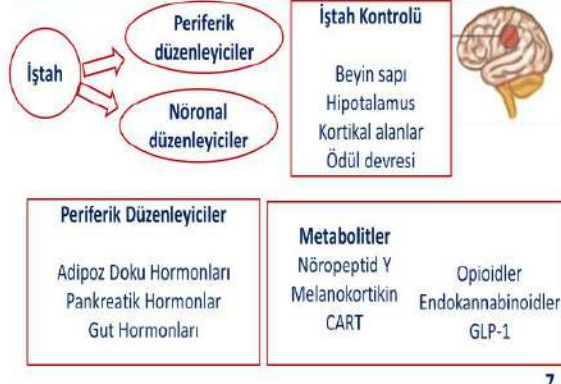 İştah
Periferik
düzenleyiciler
Nöronal
düzenleyiciler
İştah Kontrolü
Beyin sapı
Hipotalamus
Kortikal alanlar
Ödül devresi
Periferik Düzenleyiciler
Adipoz Doku Hormonları
Pankreatik Hormonlar
Gut Hormonları
Metabolitler
Nöropeptid Y
Melanokortikin
CART
Opioidler
Endokannabinoidler
GLP-1
7